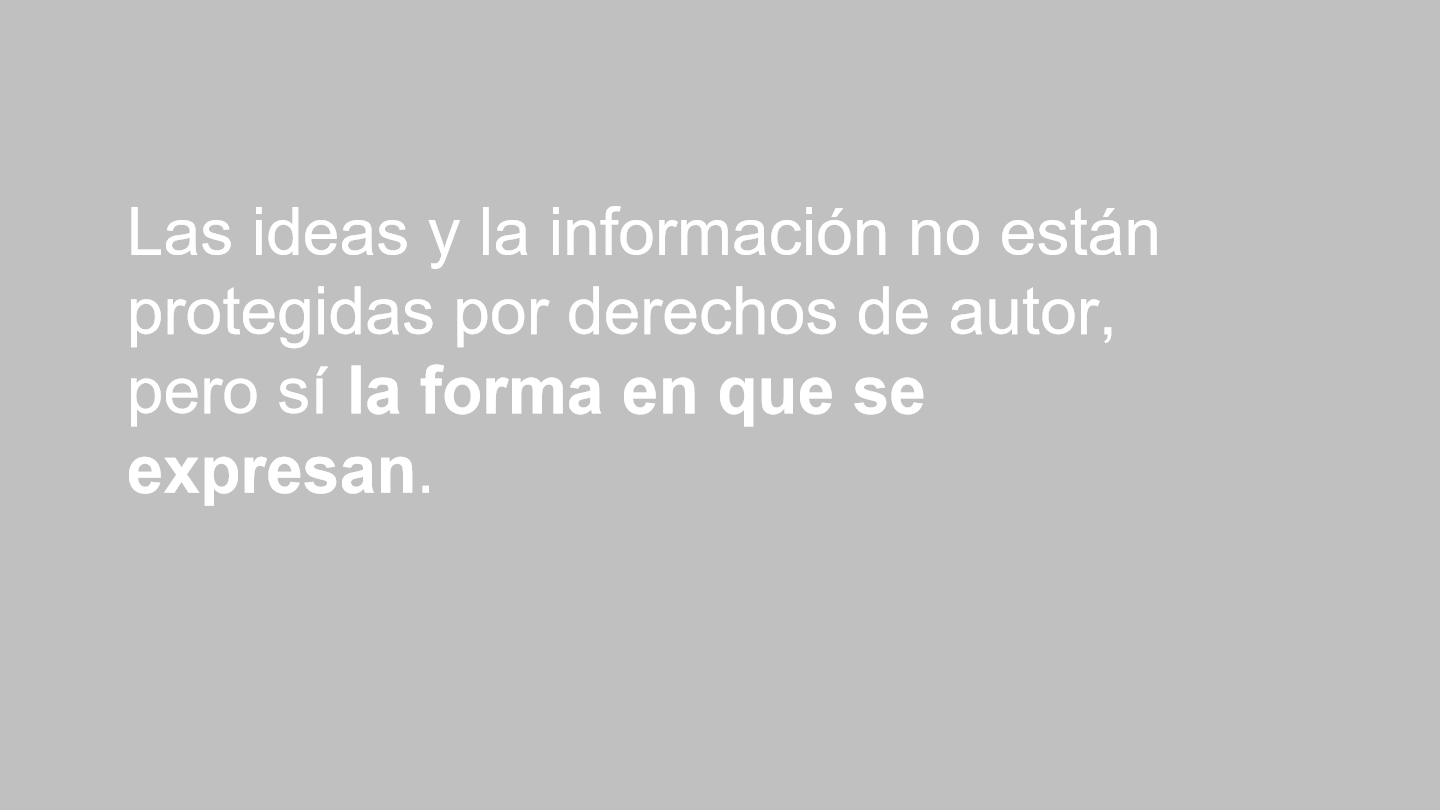 Las ideas y la información no están
protegidas por derechos de autor,
pero sí la forma en que se
expresan.